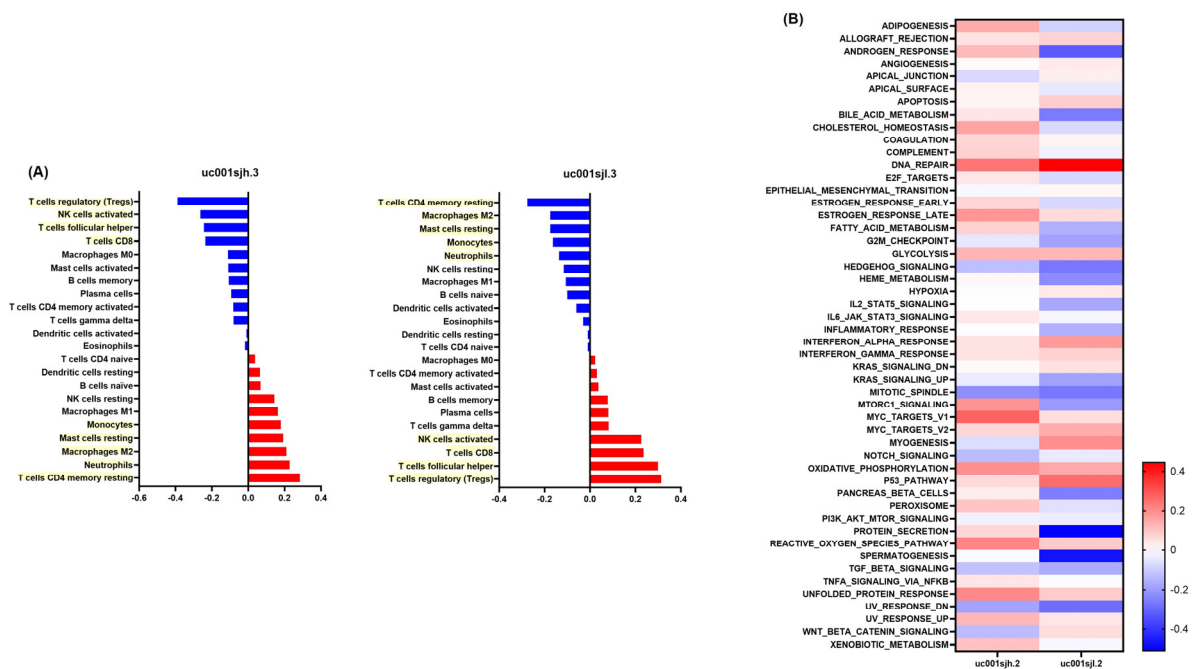 (A)
uc001sjh.3
T cells regulatory (Tregs)
NK cells activated
T cells follicular helper
T cells CD8
Macrophages M0
Mast cells activated
B cells memory
Plasma cells
T cells CD4 memory activated
T cells gamma delta
Dendritic cells activated
Eosinophils
T cells CD4 naive
Dendritic cells resting
B cells naïve
NK cells resting
Macrophages M1
Monocytes
Mast cells resting
Macrophages M2
Neutrophils
T cells CD4 memory resting
-0.6 -0.4 -0.2 0.0 0.2 0.4
uc001sjl.3
T cells CD4 memory resting
Macrophages M2
Mast cells resting
Monocytes
Neutrophils
NK cells resting
Macrophages M1
B cells naive
Dendritic cells activated
Eosinophils
Dendritic cells resting
T cells CD4 naive
Macrophages M0
T cells CD4 memory activated
Mast cells activated
B cells memory
Plasma cells
T cells gamma delta
NK cells activated
T cells CD8
T cells follicular helper
T cells regulatory (Tregs)
-0.4 -0.2 0.0 0.2 0.4
(B)
ADIPOGENESIS
ALLOGRAFT_REJECTION
ANDROGEN_RESPONSE
ANGIOGENESIS
APICAL_JUNCTION
APICAL_SURFACE
APOPTOSIS
BILE_ACID_METABOLISM
CHOLESTEROL_HOMEOSTASIS
COAGULATION
COMPLEMENT
DNA_REPAIR
E2F_TARGETS
EPITHELIAL_MESENCHYMAL_TRANSITION
ESTROGEN_RESPONSE_EARLY
ESTROGEN_RESPONSE_LATE
FATTY_ACID_METABOLISM
G2M_CHECKPOINT
GLYCOLYSIS
HEDGEHOG_SIGNALING
HEME_METABOLISM
HYPOXIA
IL2_STAT5_SIGNALING
IL6_JAK_STAT3_SIGNALING
INFLAMMATORY_RESPONSE
INTERFERON_ALPHA_RESPONSE
INTERFERON_GAMMA_RESPONSE
KRAS_SIGNALING_DN
KRAS_SIGNALING_UP
MITOTIC_SPINDLE
MTORC1_SIGNALING
MYC_TARGETS_V1
MYC_TARGETS_V2
MYOGENESIS
NOTCH_SIGNALING
OXIDATIVE_PHOSPHORYLATION
P53_PATHWAY
PANCREAS_BETA_CELLS
PEROXISOME
PI3K_AKT_MTOR_SIGNALING
PROTEIN_SECRETION
REACTIVE_OXYGEN_SPECIES_PATHWAY
SPERMATOGENESIS
TGF_BETA_SIGNALING
TNFA_SIGNALING_VIA_NFKB
UNFOLDED_PROTEIN_RESPONSE
UV_RESPONSE_DN
UV_RESPONSE_UP
WNT_BETA_CATENIN_SIGNALING
XENOBIOTIC_METABOLISM
uc001sjh.2 uc001sjl.2
0.4
0.2
0
-0.2
-0.4